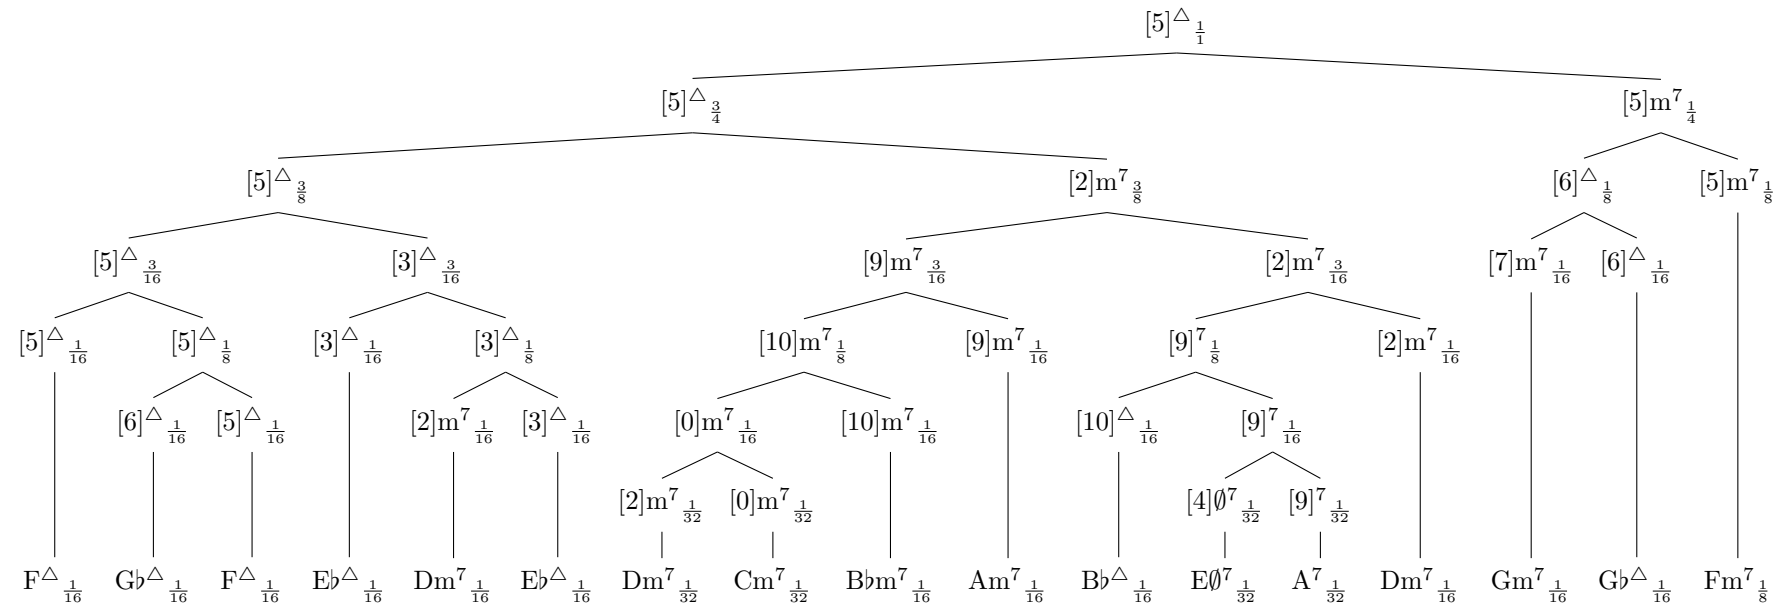 [5]△ 1/1
[5]△ 3/4 [5]m⁷ 1/4
[5]△ 3/8 [2]m⁷ 3/8 [6]△ 1/8 [5]m⁷ 1/8
[5]△ 3/16 [3]△ 3/16 [9]m⁷ 3/16 [2]m⁷ 3/16 [7]m⁷ 1/16 [6]△ 1/16
[5]△ 1/16 [5]△ 1/8 [3]△ 1/16 [3]△ 1/8 [10]m⁷ 1/8 [9]m⁷ 1/16 [9]⁷ 1/8 [2]m⁷ 1/16
[6]△ 1/16 [5]△ 1/16 [2]m⁷ 1/16 [3]△ 1/16 [0]m⁷ 1/16 [10]m⁷ 1/16 [10]△ 1/16 [9]⁷ 1/16
[2]m⁷ 1/32 [0]m⁷ 1/32 [4]∅⁷ 1/32 [9]⁷ 1/32
F△ 1/16 G♭△ 1/16 F△ 1/16 E♭△ 1/16 Dm⁷ 1/16 E♭△ 1/16 Dm⁷ 1/32 Cm⁷ 1/32 B♭m⁷ 1/16 Am⁷ 1/16 B♭△ 1/16 E∅⁷ 1/32 A⁷ 1/32 Dm⁷ 1/16 Gm⁷ 1/16 G♭△ 1/16 Fm⁷ 1/8